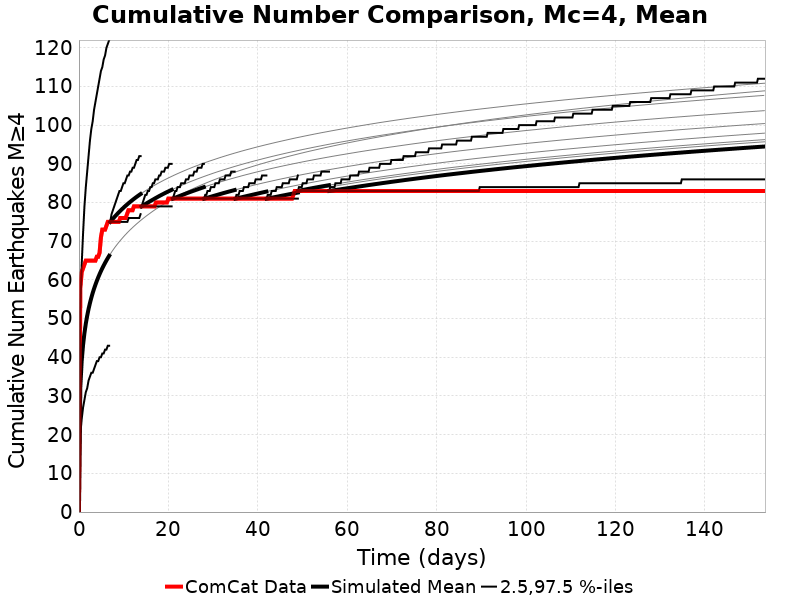 Cumulative Number Comparison, Mc=4, Mean
Cumulative Num Earthquakes M≥4
120
110
100
90
80
70
60
50
40
30
20
10
0
0 20 40 60 80 100 120 140
Time (days)
ComCat Data Simulated Mean 2.5,97.5 %-iles